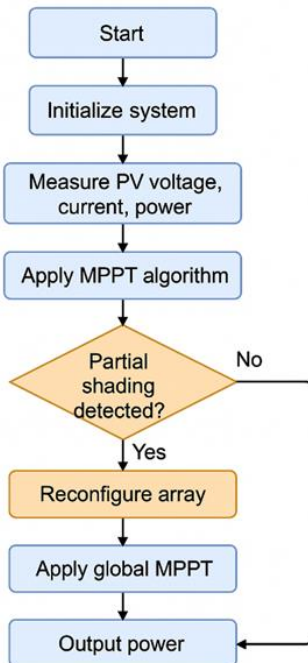 Start
Initialize system
Measure PV voltage,
current, power
Apply MPPT algorithm
Partial
shading
detected?
No
Yes
Reconfigure array
Apply global MPPT
Output power